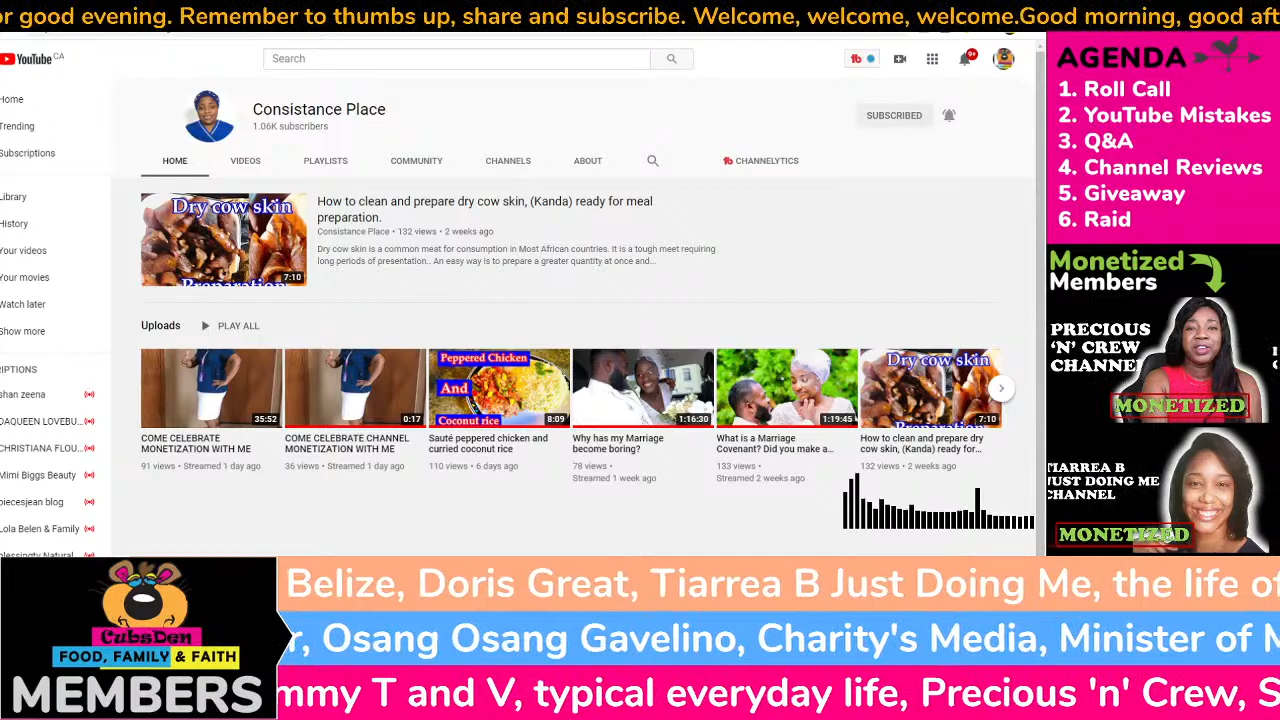 or good evening. Remember to thumbs up, share and subscribe. Welcome, welcome, welcome.Good morning, good aft
YouTube CA
Search
9+
Home
Trending
Subscriptions
Library
History
Your videos
Your movies
Watch later
Show more
RIPTIONS
shan zeena
DAQUEEN LOVEBU...
CHRISTIANA FLOU...
Mimi Biggs Beauty
piecesjean blog
Lola Belen & Family
blessingty Natural
Consistance Place
1.06K subscribers
SUBSCRIBED
HOME VIDEOS PLAYLISTS COMMUNITY CHANNELS ABOUT CHANNELYTICS
Dry cow skin
Preparation
7:10
How to clean and prepare dry cow skin, (Kanda) ready for meal
preparation.
Consistance Place • 132 views • 2 weeks ago
Dry cow skin is a common meat for consumption in Most African countries. It is a tough meet requiring
long periods of presentation.. An easy way is to prepare a greater quantity at once and...
Uploads PLAY ALL
35:52
COME CELEBRATE
MONETIZATION WITH ME
91 views • Streamed 1 day ago
0:17
COME CELEBRATE CHANNEL
MONETIZATION WITH ME
36 views • Streamed 1 day ago
Peppered Chicken
And
Coconut rice
8:09
Sauté peppered chicken and
curried coconut rice
110 views • 6 days ago
1:16:30
Why has my Marriage
become boring?
78 views •
Streamed 1 week ago
1:19:45
What is a Marriage
Covenant? Did you make a...
133 views •
Streamed 2 weeks ago
Dry cow skin
7:10
How to clean and prepare dry
cow skin, (Kanda) ready for...
132 views • 2 weeks ago
AGENDA
1. Roll Call
2. YouTube Mistakes
3. Q&A
4. Channel Reviews
5. Giveaway
6. Raid
Monetized
Members
PRECIOUS
'N' CREW
CHANNEL
MONETIZED
TIARREA B
JUST DOING ME
CHANNEL
MONETIZED
CubsDen
FOOD, FAMILY & FAITH
MEMBERS
Belize, Doris Great, Tiarrea B Just Doing Me, the life of
r, Osang Osang Gavelino, Charity's Media, Minister of M
mmy T and V, typical everyday life, Precious 'n' Crew, S